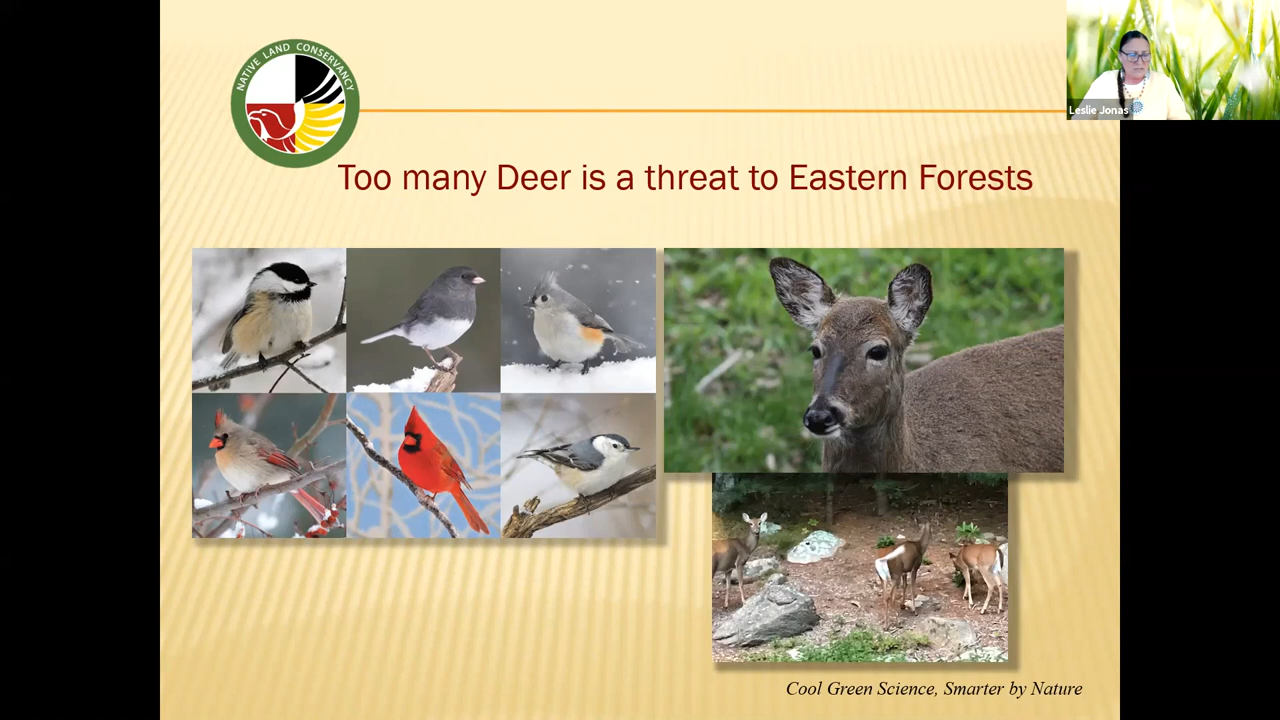 NATIVE LAND CONSERVANCY
Leslie Jonas
Too many Deer is a threat to Eastern Forests
Cool Green Science, Smarter by Nature